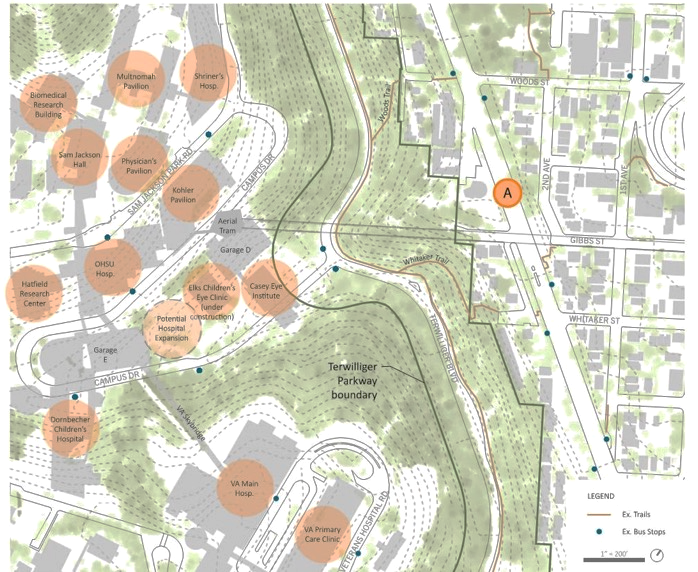 Biomedical
Research
Building
Multnomah
Pavilion
Shriner's
Hosp
Sam Jackson
Hall
Physician's
Pavilion
SAM JACKSON PARK RD
CAMPUS DR
Kohler
Pavilion
Woods Trail
WOODS ST
2ND AVE
1ST AVE
A
Aerial
Tram
Garage D
GIBBS ST
OHSU
Hosp.
Whitaker Trail
Hatfield
Research
Center
Elks Children's
Eye Clinic
(under
construction)
Casey Eye
Institute
Potential
Hospital
Expansion
WHITAKER ST
TERWILLIGER BLVD
Garage
E
CAMPUS DR
Terwilliger
Parkway
boundary
Dornbecher
Children's
Hospital
VA Skybridge
VA Main
Hosp.
VA Primary
Care Clinic
VETERANS HOSPITAL RD
LEGEND
Ex. Trails
Ex. Bus Stops
1" = 200'